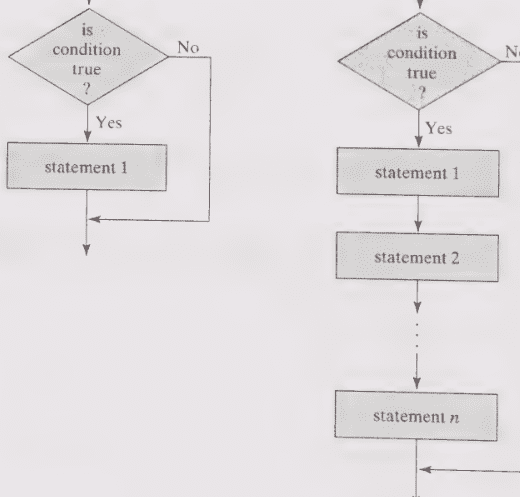 is
condition
true
?
No
Yes
statement 1
is
condition
true
?
No
Yes
statement 1
statement 2
statement n